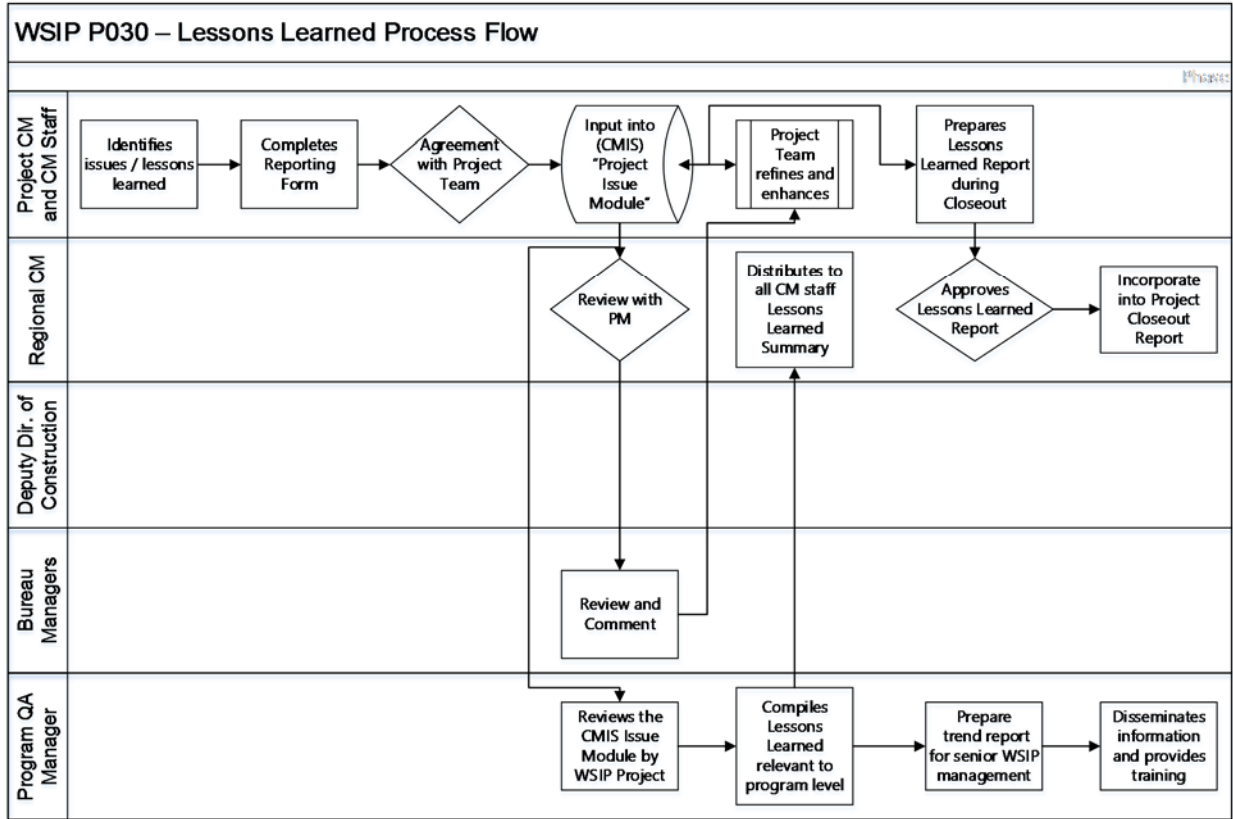 WSIP P030 – Lessons Learned Process Flow
Phase
Project CM
and CM Staff
Identifies
issues / lessons
learned
Completes
Reporting
Form
Agreement
with Project
Team
Input into
(CMIS)
"Project
Issue
Module"
Project
Team
refines and
enhances
Prepares
Lessons
Learned Report
during
Closeout
Regional CM
Review with
PM
Distributes to
all CM staff
Lessons
Learned
Summary
Approves
Lessons Learned
Report
Incorporate
into Project
Closeout
Report
Deputy Dir. of
Construction
Bureau
Managers
Review and
Comment
Program QA
Manager
Reviews the
CMIS Issue
Module by
WSIP Project
Compiles
Lessons
Learned
relevant to
program level
Prepare
trend report
for senior WSIP
management
Disseminates
information
and provides
training